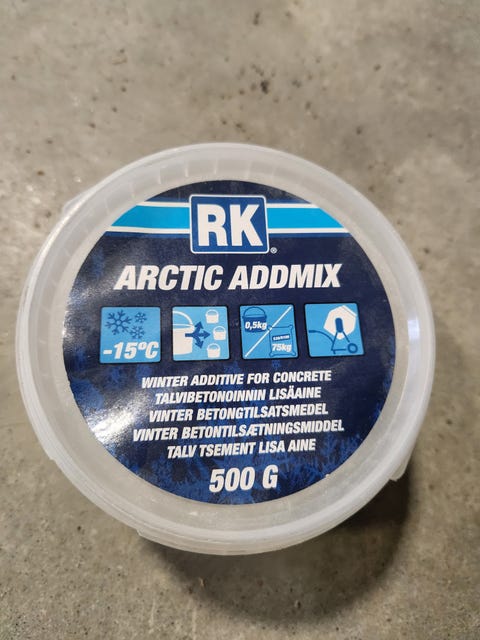 RK
®
ARCTIC ADDMIX
-15°C
0,5kg
75kg
WINTER ADDITIVE FOR CONCRETE
TALVIBETONOINNIN LISÄAINE
VINTER BETONGTILSATSMEDEL
VINTER BETONTILSÆTNINGSMIDDEL
TALV TSEMENT LISA AINE
500 G